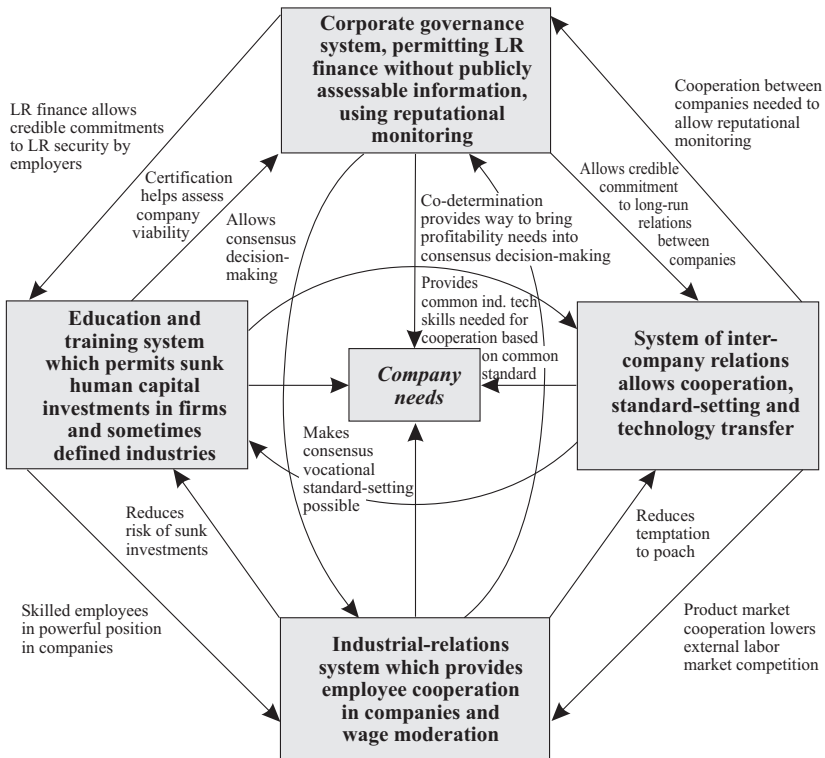 Corporate governance
system, permitting LR
finance without publicly
assessable information,
using reputational
monitoring
LR finance allows
credible commitments
to LR security by
employers
Cooperation between
companies needed to
allow reputational
monitoring
Certification
helps assess
company
viability
Allows
consensus
decision-
making
Co-determination
provides way to bring
profitability needs into
consensus decision-making
Allows credible
commitment
to long-run
relations
between
companies
Provides
common ind. tech
skills needed for
cooperation based
on common
standard
Education and
training system
which permits sunk
human capital
investments in firms
and sometimes
defined industries
Company
needs
System of inter-
company relations
allows cooperation,
standard-setting and
technology transfer
Makes
consensus
vocational
standard-setting
possible
Reduces
risk of sunk
investments
Reduces
temptation
to poach
Skilled employees
in powerful position
in companies
Product market
cooperation lowers
external labor
market competition
Industrial-relations
system which provides
employee cooperation
in companies and
wage moderation